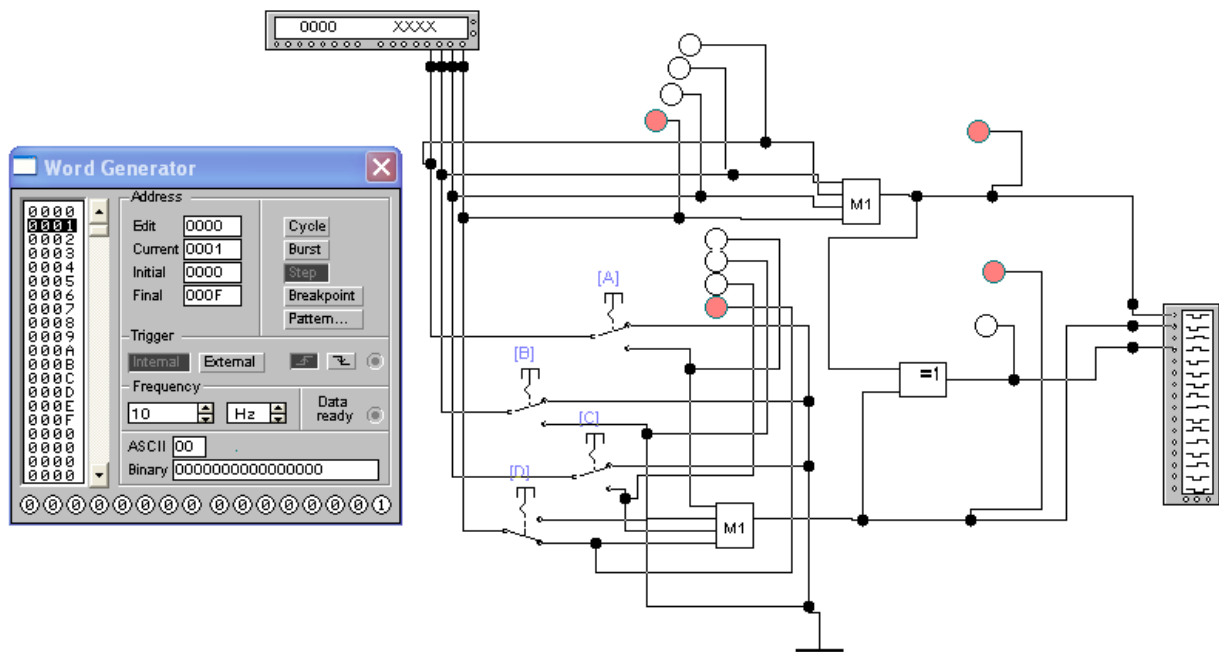 0000 XXXX
Word Generator
0000
0001
0002
0003
0004
0005
0006
0007
0008
0009
000A
000B
000C
000D
000E
000F
0000
0000
0000
0000
Address
Edit 0000
Current 0001
Initial 0000
Final 000F
Cycle
Burst
Step
Breakpoint
Pattern...
Trigger
Internal External
Frequency
10 Hz
Data
ready
ASCII 00
Binary 0000000000000000
0 0 0 0 0 0 0 0 0 0 0 0 0 0 0 1
M1
[A]
[B]
[C]
[D]
=1
M1